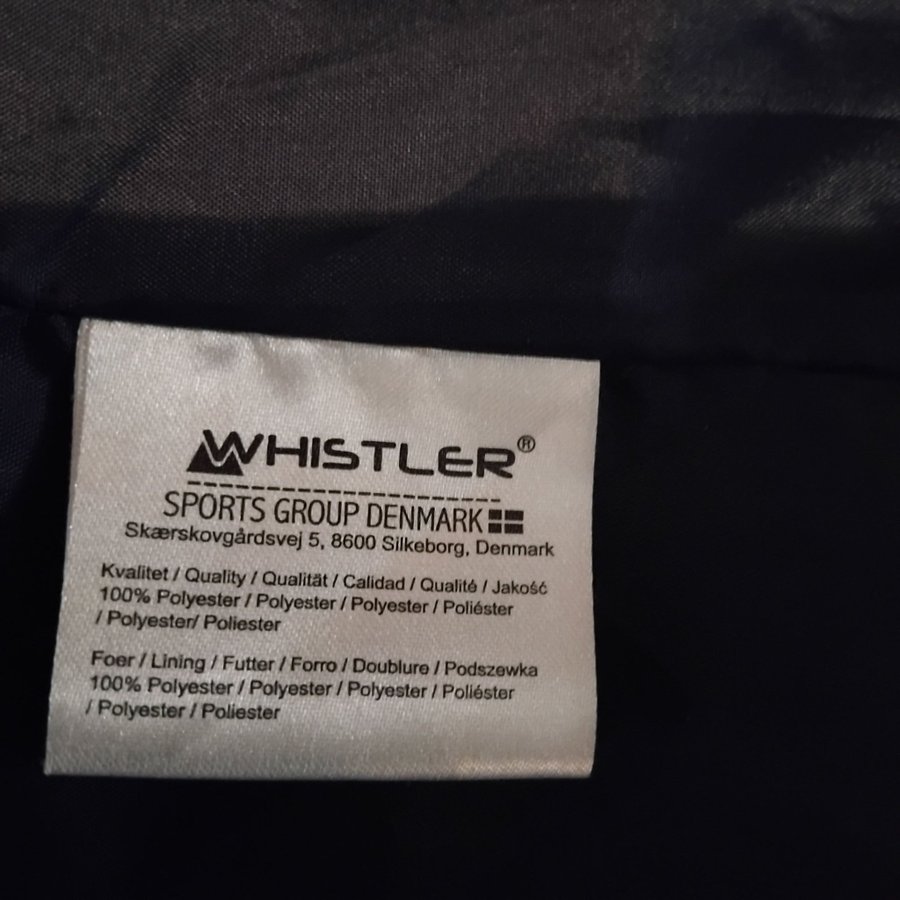 WHISTLER®
SPORTS GROUP DENMARK
Skærskovgårdsvej 5, 8600 Silkeborg, Denmark
Kvalitet / Quality / Qualität / Calidad / Qualité / Jakość
100% Polyester / Polyester / Polyester / Poliéster
/ Polyester/ Poliester
Foer / Lining / Futter / Forro / Doublure / Podszewka
100% Polyester / Polyester / Polyester / Poliéster
/ Polyester / Poliester